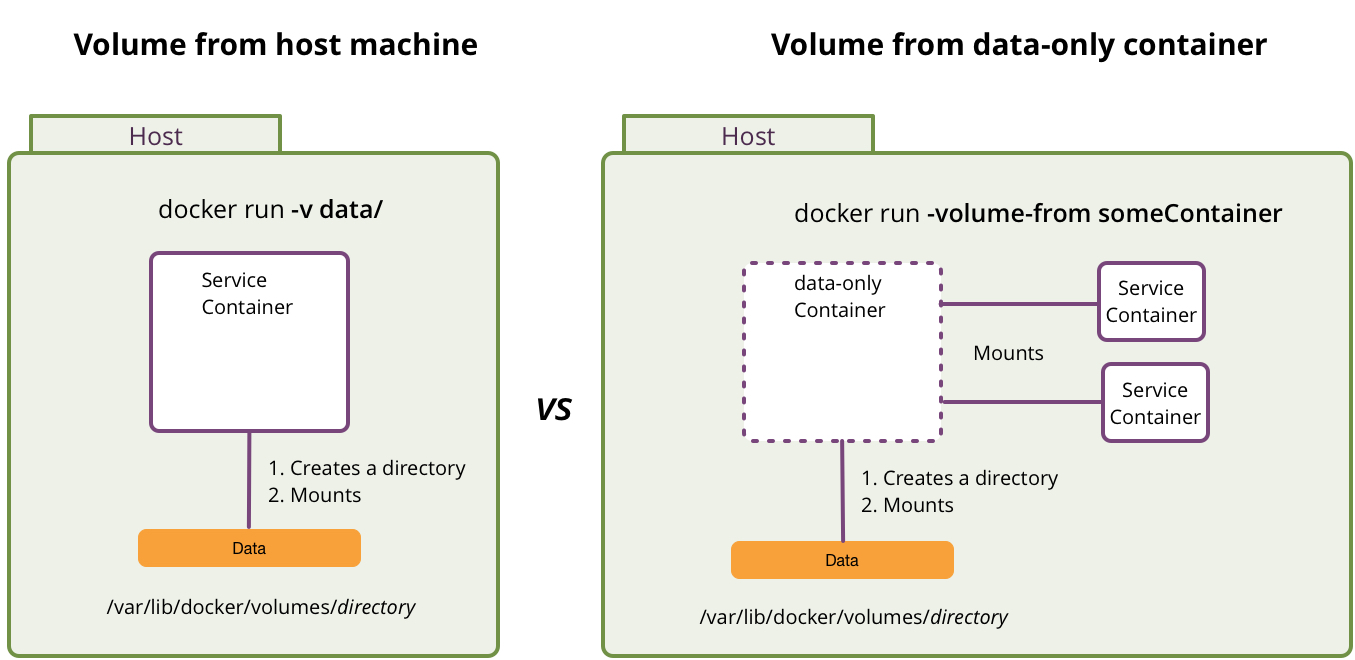 Volume from host machine
Volume from data-only container
Host
docker run -v data/
Service
Container
1. Creates a directory
2. Mounts
Data
/var/lib/docker/volumes/directory
VS
Host
docker run -volume-from someContainer
data-only
Container
Service
Container
Mounts
Service
Container
1. Creates a directory
2. Mounts
Data
/var/lib/docker/volumes/directory